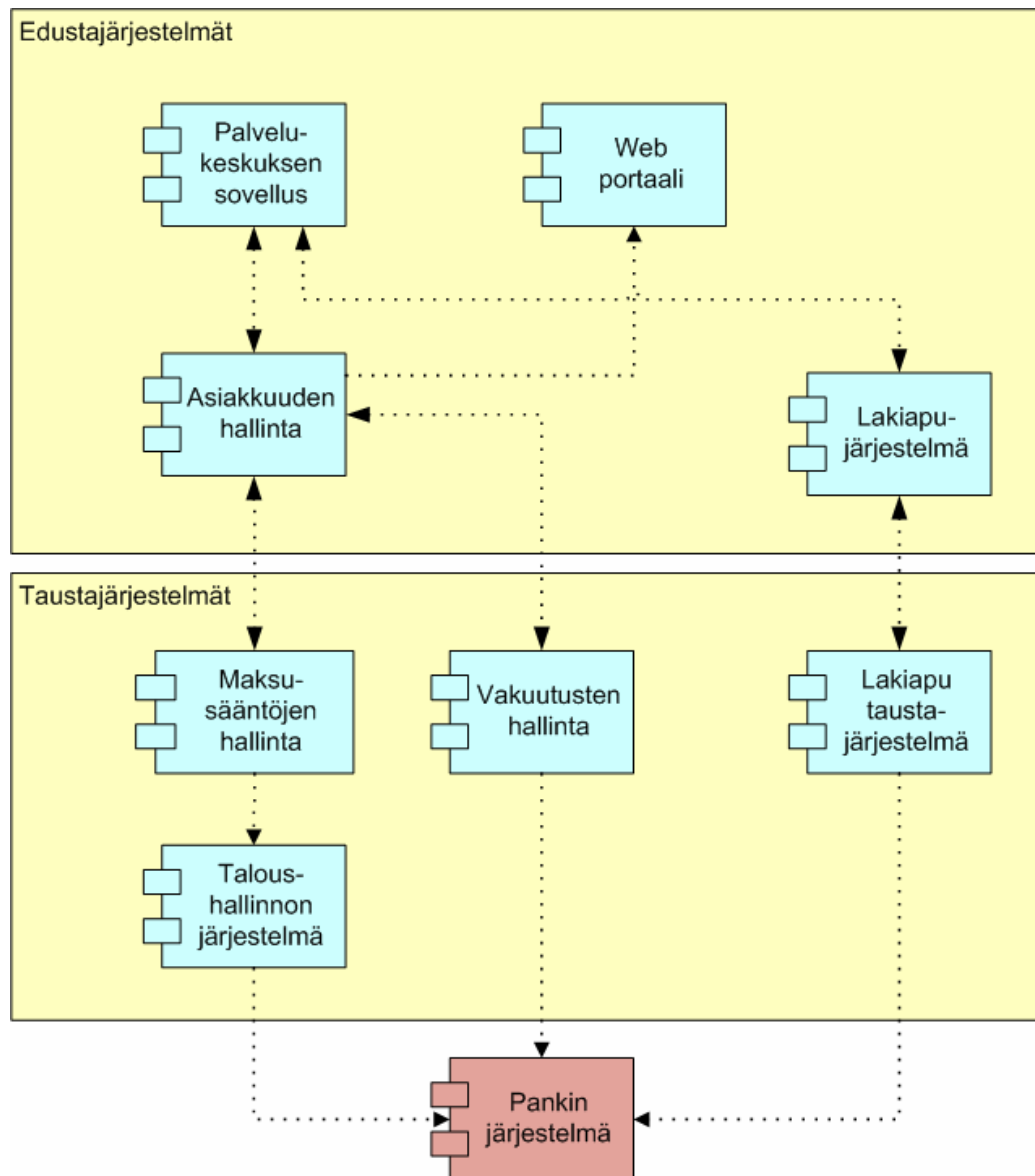 Edustajärjestelmät
Palvelu-
keskuksen
sovellus
Web
portaali
Asiakkuuden
hallinta
Lakiapu-
järjestelmä
Taustajärjestelmät
Maksu-
sääntöjen
hallinta
Vakuutusten
hallinta
Lakiapu
tausta-
järjestelmä
Talous-
hallinnon
järjestelmä
Pankin
järjestelmä